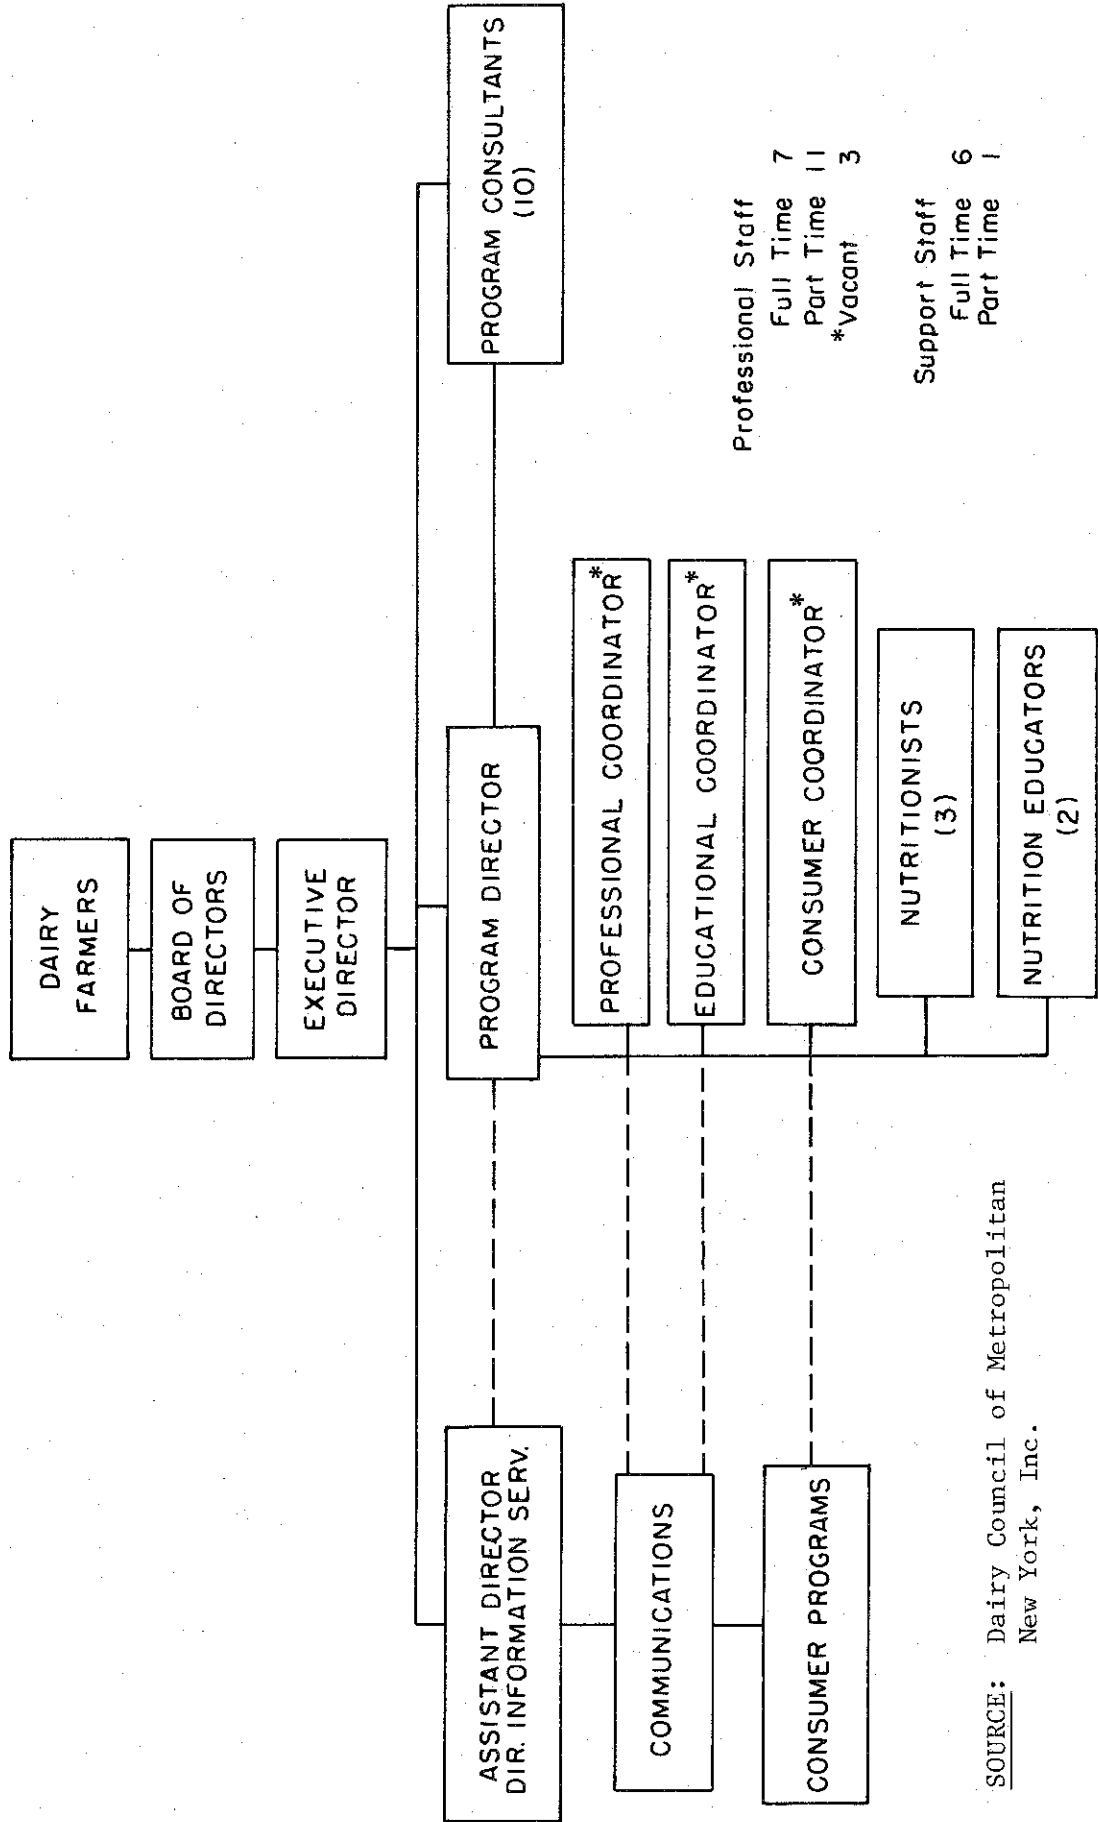 DAIRY
FARMERS
BOARD OF
DIRECTORS
EXECUTIVE
DIRECTOR
ASSISTANT DIRECTOR
DIR. INFORMATION SERV.
PROGRAM DIRECTOR
PROGRAM CONSULTANTS
(10)
COMMUNICATIONS
CONSUMER PROGRAMS
PROFESSIONAL COORDINATOR*
EDUCATIONAL COORDINATOR*
CONSUMER COORDINATOR*
NUTRITIONISTS
(3)
NUTRITION EDUCATORS
(2)
Professional Staff
Full Time 7
Part Time 11
*Vacant 3
Support Staff
Full Time 6
Part Time 1
SOURCE: Dairy Council of Metropolitan
New York, Inc.